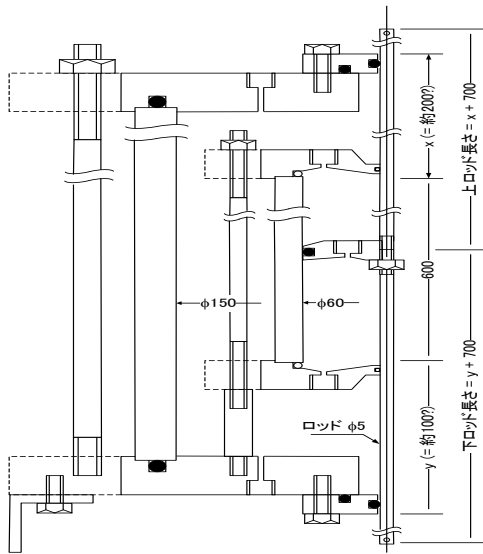 x (= 約200?)
上ロッド長さ = x + 700
600
φ150
φ60
ロッド φ5
y (= 約100?)
下ロッド長さ = y + 700